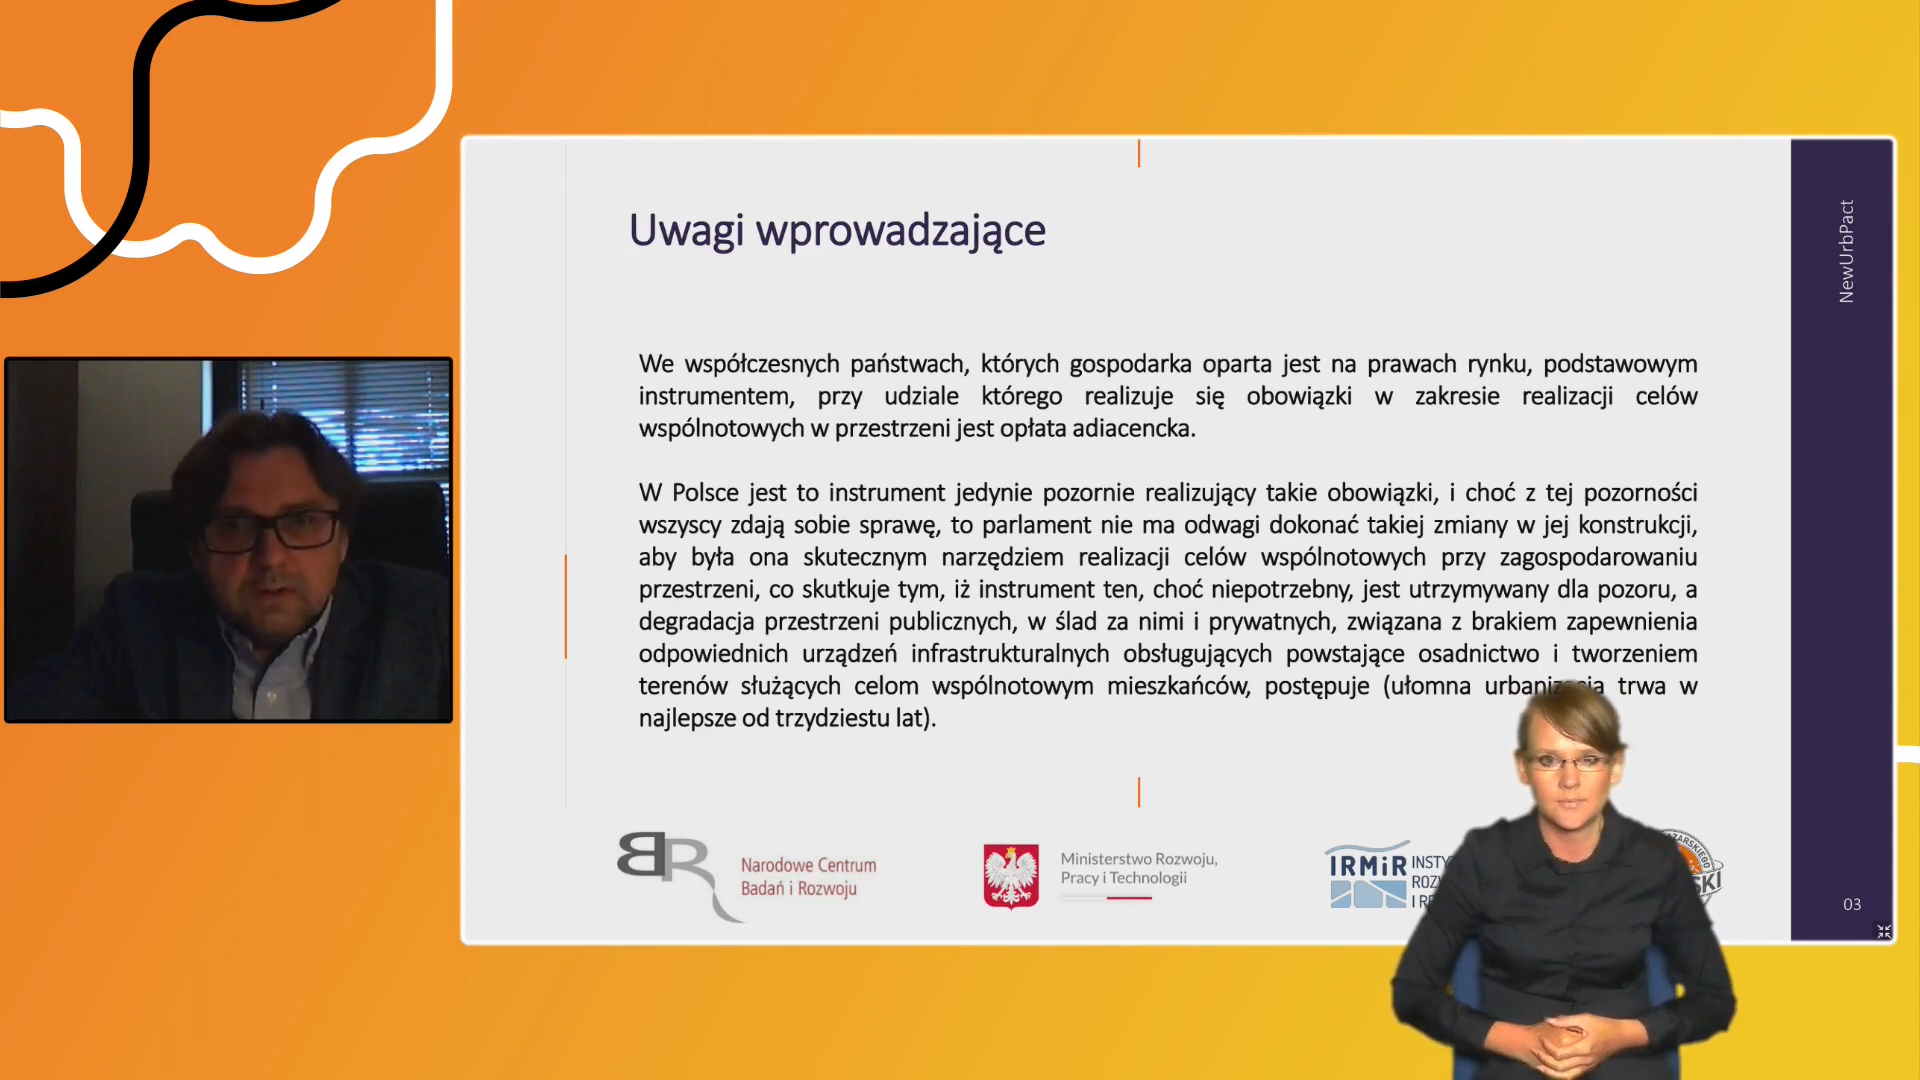 Uwagi wprowadzające
NewUrbPact
We współczesnych państwach, których gospodarka oparta jest na prawach rynku, podstawowym
instrumentem, przy udziale którego realizuje się obowiązki w zakresie realizacji celów
wspólnotowych w przestrzeni jest opłata adiacencka.
W Polsce jest to instrument jedynie pozornie realizujący takie obowiązki, i choć z tej pozorności
wszyscy zdają sobie sprawę, to parlament nie ma odwagi dokonać takiej zmiany w jej konstrukcji,
aby była ona skutecznym narzędziem realizacji celów wspólnotowych przy zagospodarowaniu
przestrzeni, co skutkuje tym, iż instrument ten, choć niepotrzebny, jest utrzymywany dla pozoru, a
degradacja przestrzeni publicznych, w ślad za nimi i prywatnych, związana z brakiem zapewnienia
odpowiednich urządzeń infrastrukturalnych obsługujących powstające osadnictwo i tworzeniem
terenów służących celom wspólnotowym mieszkańców, postępuje (ułomna urbanizacja trwa w
najlepsze od trzydziestu lat).
BR
Narodowe Centrum
Badań i Rozwoju
Ministerstwo Rozwoju,
Pracy i Technologii
IRMiR
03